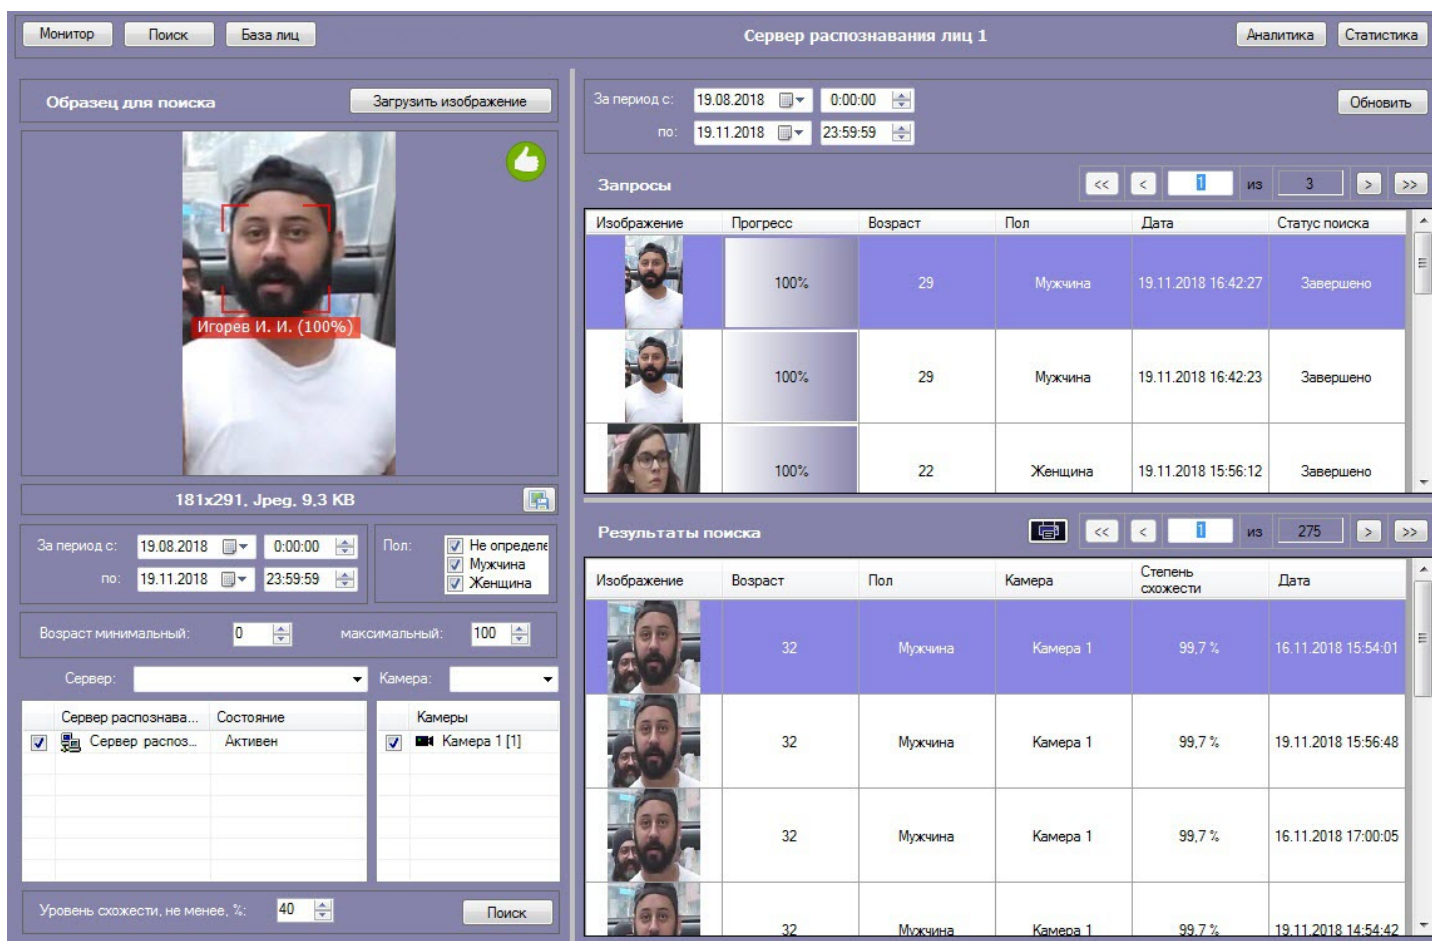 Монитор Поиск База лиц Сервер распознавания лиц 1 Аналитика Статистика
Образец для поиска Загрузить изображение
Игорев И. И. (100%)
181x291, Jpeg, 9,3 KB
За период с: 19.08.2018 0:00:00
по: 19.11.2018 23:59:59
Пол: Не определе
Мужчина
Женщина
Возраст минимальный: 0 максимальный: 100
Сервер: Камера:
Сервер распознава... Состояние
Сервер распоз... Активен
Камеры
Камера 1 [1]
Уровень схожести, не менее, %: 40 Поиск
За период с: 19.08.2018 0:00:00 Обновить
по: 19.11.2018 23:59:59
Запросы << < 1 из 3 > >>
Изображение Прогресс Возраст Пол Дата Статус поиска
100% 29 Мужчина 19.11.2018 16:42:27 Завершено
100% 29 Мужчина 19.11.2018 16:42:23 Завершено
100% 22 Женщина 19.11.2018 15:56:12 Завершено
Результаты поиска << < 1 из 275 > >>
Изображение Возраст Пол Камера Степень схожести Дата
32 Мужчина Камера 1 99,7 % 16.11.2018 15:54:01
32 Мужчина Камера 1 99,7 % 19.11.2018 15:56:48
32 Мужчина Камера 1 99,7 % 16.11.2018 17:00:05
32 Мужчина Камера 1 99,7 % 19.11.2018 14:54:42